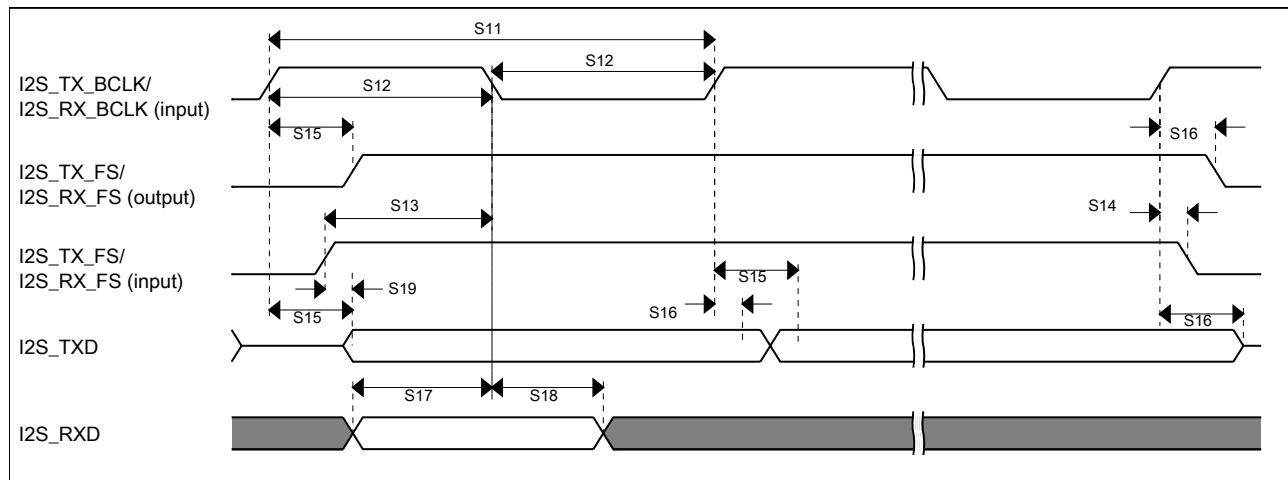 S11
S12
I2S_TX_BCLK/
I2S_RX_BCLK (input)
S12
S15
S16
I2S_TX_FS/
I2S_RX_FS (output)
S13
S14
I2S_TX_FS/
I2S_RX_FS (input)
S15
S19
S15
S16
S16
I2S_TXD
S17
S18
I2S_RXD